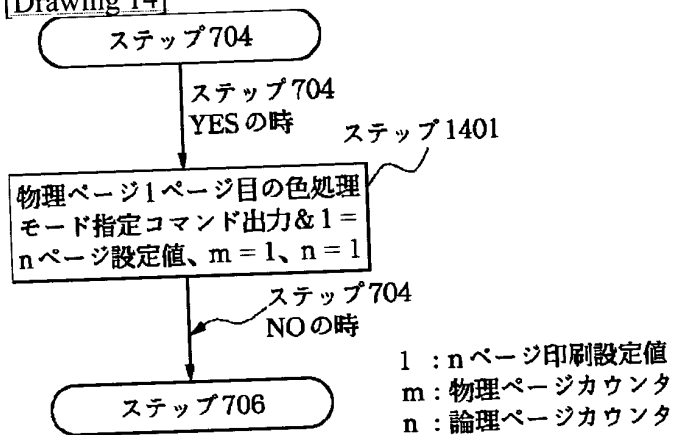 [Drawing 14]
ステップ704
ステップ704
YESの時
ステップ1401
物理ページ1ページ目の色処理
モード指定コマンド出力&1=
nページ設定値、m=1、n=1
ステップ704
NOの時
ステップ706
1:nページ印刷設定値
m:物理ページカウンタ
n:論理ページカウンタ